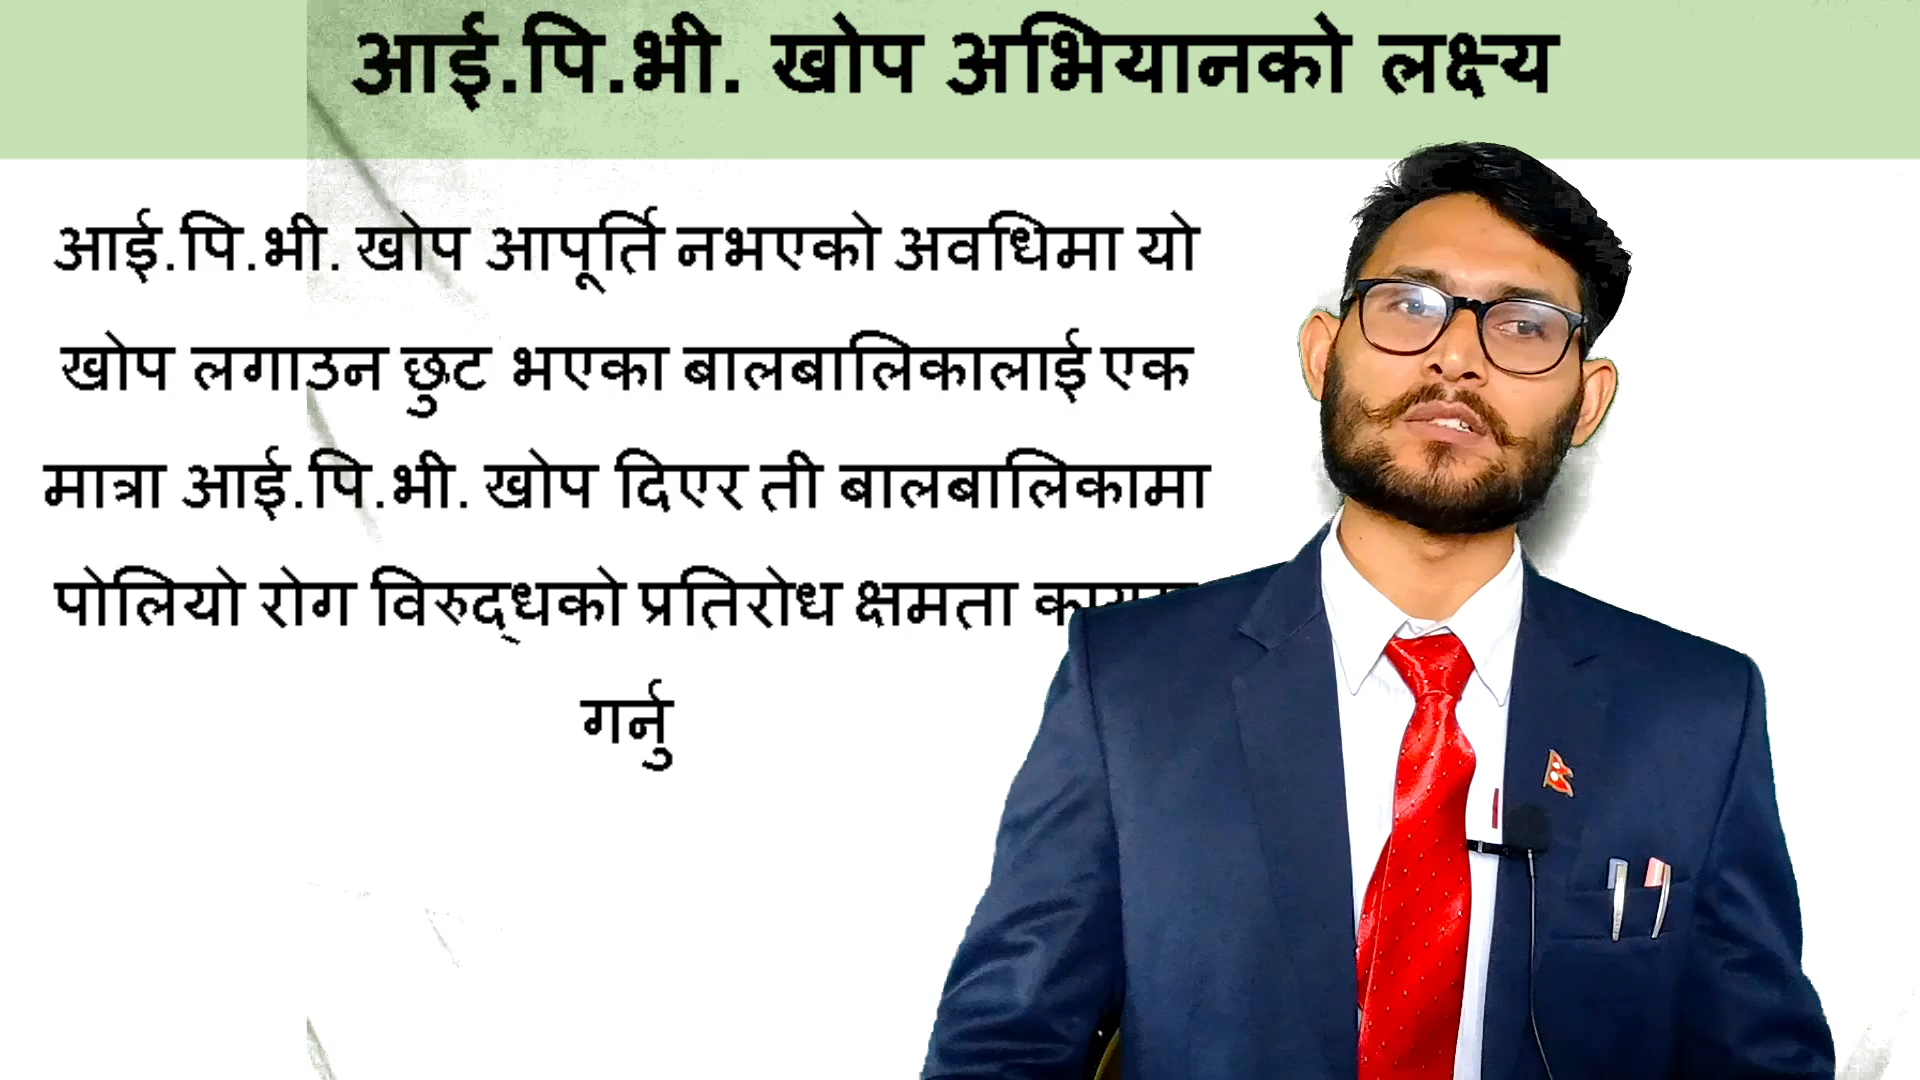 आई.पि.भी. खोप अभियानको लक्ष्य
आई.पि.भी. खोप आपूर्ति नभएको अवधिमा यो
खोप लगाउन छुट भएका बालबालिकालाई एक
मात्रा आई.पि.भी. खोप दिएर ती बालबालिकामा
पोलियो रोग विरुद्धको प्रतिरोध क्षमता
गर्नु